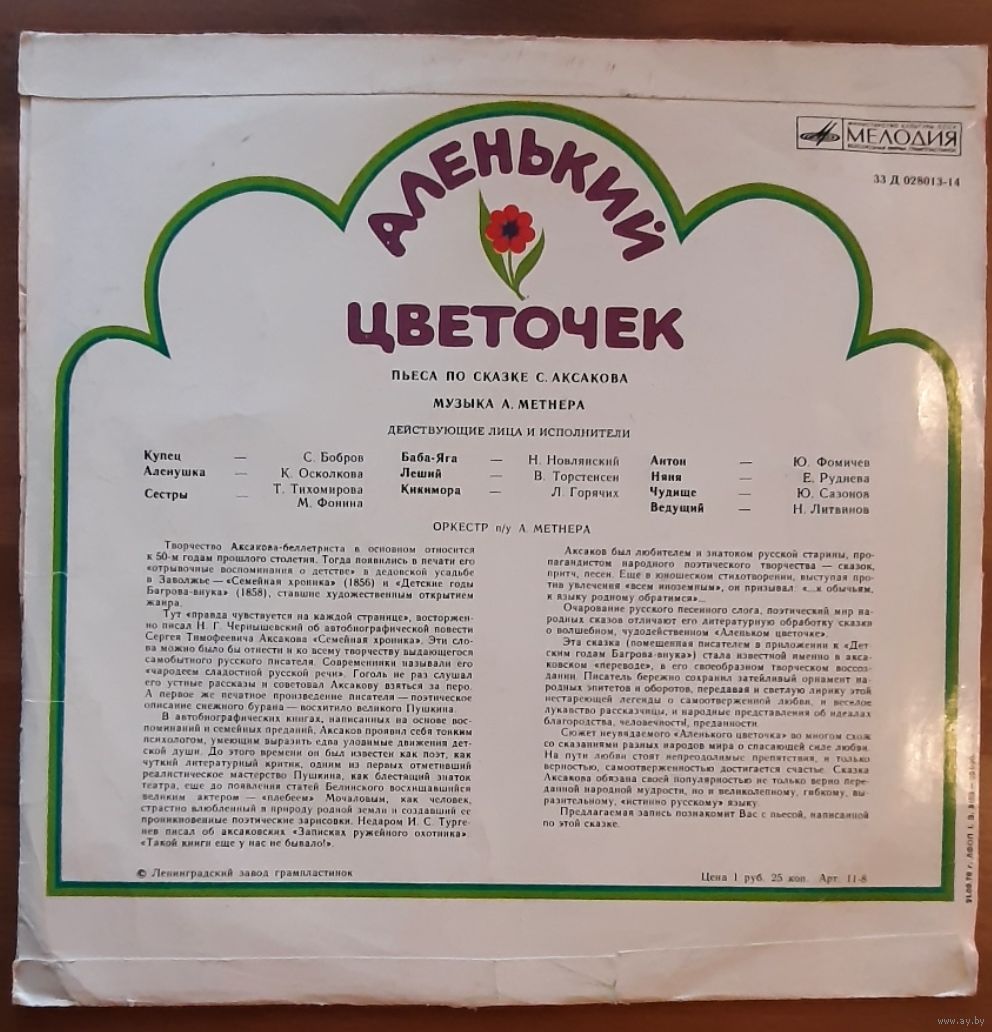 МИНИСТЕРСТВО КУЛЬТУРЫ СССР
МЕЛОДИЯ
ВСЕСОЮЗНАЯ ФИРМА ГРАМПЛАСТИНОК
33 Д 028013-14
АЛЕНЬКИЙ
ЦВЕТОЧЕК
ПЬЕСА ПО СКАЗКЕ С. АКСАКОВА
МУЗЫКА А. МЕТНЕРА
ДЕЙСТВУЮЩИЕ ЛИЦА И ИСПОЛНИТЕЛИ
Купец — С. Бобров
Аленушка — К. Осколкова
Сестры — Т. Тихомирова
М. Фонина
Баба-Яга — Н. Новлянский
Леший — В. Торстенсен
Кикимора — Л. Горячих
Антон — Ю. Фомичев
Няня — Е. Руднева
Чудище — Ю. Сазонов
Ведущий — Н. Литвинов
ОРКЕСТР п/у А. МЕТНЕРА
Творчество Аксакова-беллетриста в основном относится
к 50-м годам прошлого столетия. Тогда появились в печати его
«отрывочные воспоминания о детстве» в дедовской усадьбе
в Заволжье — «Семейная хроника» (1856) и «Детские годы
Багрова-внука» (1858), ставшие художественным открытием
жанра.
Тут «правда чувствуется на каждой странице», восторжен-
но писал Н. Г. Чернышевский об автобиографической повести
Сергея Тимофеевича Аксакова «Семейная хроника». Эти сло-
ва можно было бы отнести и ко всему творчеству выдающегося
самобытного русского писателя. Современники называли его
«чародеем сладостной русской речи». Гоголь не раз слушал
его устные рассказы и советовал Аксакову взяться за перо.
А первое же печатное произведение писателя — поэтическое
описание снежного бурана — восхитило великого Пушкина.
В автобиографических книгах, написанных на основе вос-
поминаний и семейных преданий, Аксаков проявил себя тонким
психологом, умеющим выразить едва уловимые движения дет-
ской души. До этого времени он был известен как поэт, как
чуткий литературный критик, одним из первых отметивший
реалистическое мастерство Пушкина, как блестящий знаток
театра, еще до появления статей Белинского восхищавшийся
великим актером — «плебеем» Мочаловым, как человек,
страстно влюбленный в природу родной земли и создавший ее
проникновенные поэтические зарисовки. Недаром И. С. Турге-
нев писал об аксаковских «Записках ружейного охотника».
«Такой книги еще у нас не бывало!».
Аксаков был любителем и знатоком русской старины, про-
пагандистом народного поэтического творчества — сказок,
притч, песен. Еще в юношеском стихотворении, выступая про-
тив увлечения «всем иноземным», он призывал «...к обычьям,
к языку родному обратимся»...
Очарование русского песенного слога, поэтический мир на-
родных сказов отличают его литературную обработку сказки
о волшебном, чудодейственном «Аленьком цветочке».
Эта сказка (помещенная писателем в приложении к «Дет
ским годам Багрова-внука») стала известной именно в акса-
ковском «переводе», в его своеобразном творческом воссоз-
дании. Писатель бережно сохранил затейливый орнамент на-
родных эпитетов и оборотов, передавая и светлую лирику этой
нестареющей легенды о самоотверженной любви, и веселое
лукавство рассказчицы, и народные представления об идеалах
благородства, человечности, преданности.
Сюжет неувядаемого «Аленького цветочка» во многом схож
со сказаниями разных народов мира о спасающей силе любви.
На пути любви стоят непреодолимые препятствия, и только
верностью, самоотверженностью достигается счастье. Сказка
Аксакова обязана своей популярностью не только верно пере-
данной народной мудрости, но и великолепному, гибкому, вы-
разительному, «истинно русскому» языку.
Предлагаемая запись познакомит Вас с пьесой, написанной
по этой сказке.
© Ленинградский завод грампластинок
Цена 1 руб. 25 коп. Арт. 11-8
www.ay.by